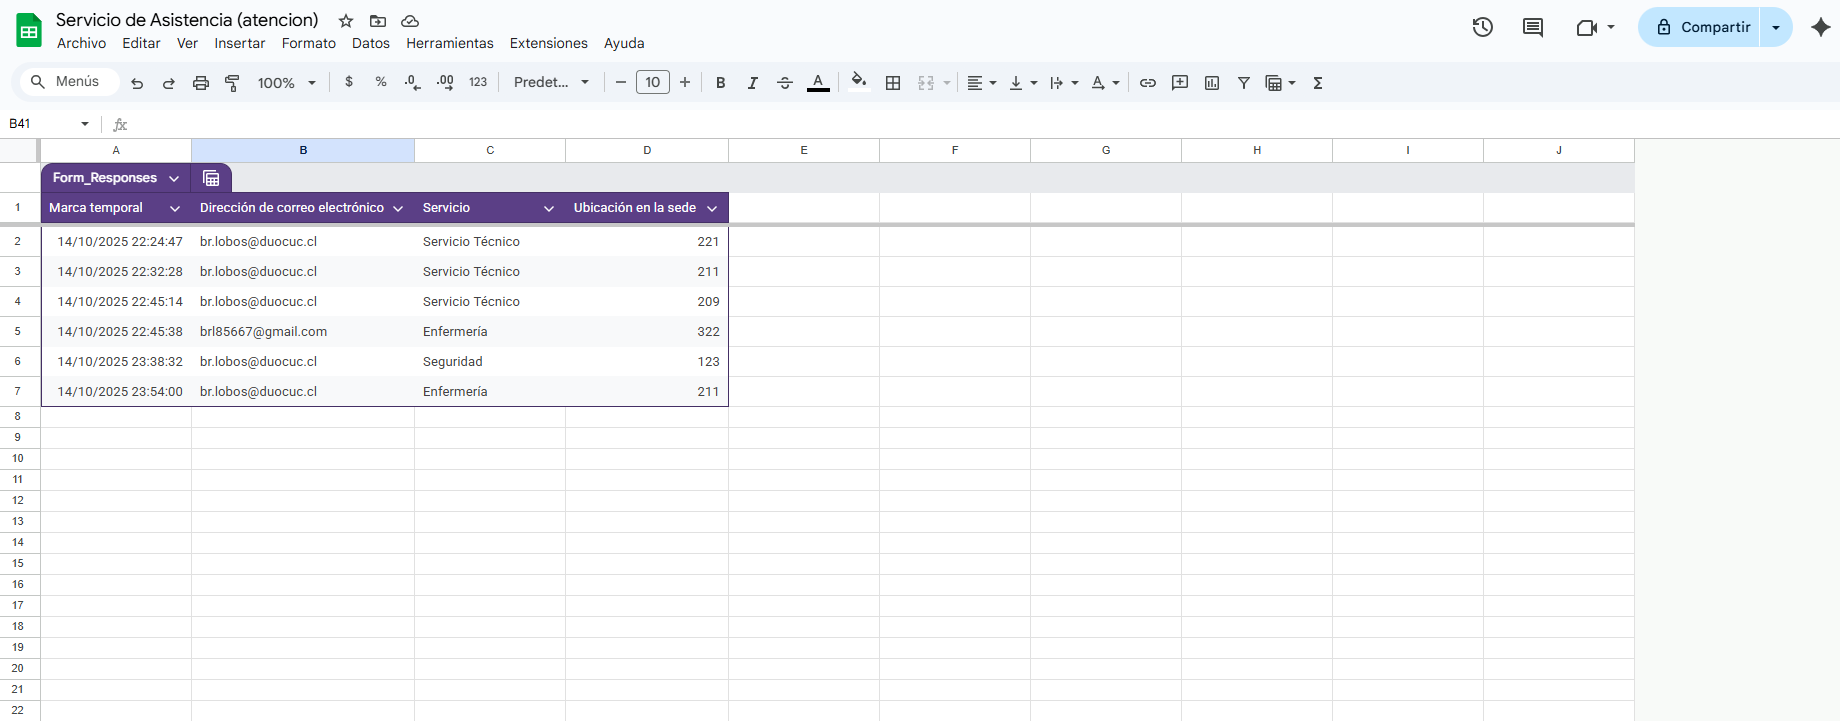 Servicio de Asistencia (atencion)
Archivo Editar Ver Insertar Formato Datos Herramientas Extensiones Ayuda
Compartir
Menús 100% $ % .0 .00 123 Predet... − 10 + B I S A Σ
B41 fx
A B C D E F G H I J
Form_Responses
1 Marca temporal Dirección de correo electrónico Servicio Ubicación en la sede
2 14/10/2025 22:24:47 br.lobos@duocuc.cl Servicio Técnico 221
3 14/10/2025 22:32:28 br.lobos@duocuc.cl Servicio Técnico 211
4 14/10/2025 22:45:14 br.lobos@duocuc.cl Servicio Técnico 209
5 14/10/2025 22:45:38 brl85667@gmail.com Enfermería 322
6 14/10/2025 23:38:32 br.lobos@duocuc.cl Seguridad 123
7 14/10/2025 23:54:00 br.lobos@duocuc.cl Enfermería 211
8
9
10
11
12
13
14
15
16
17
18
19
20
21
22